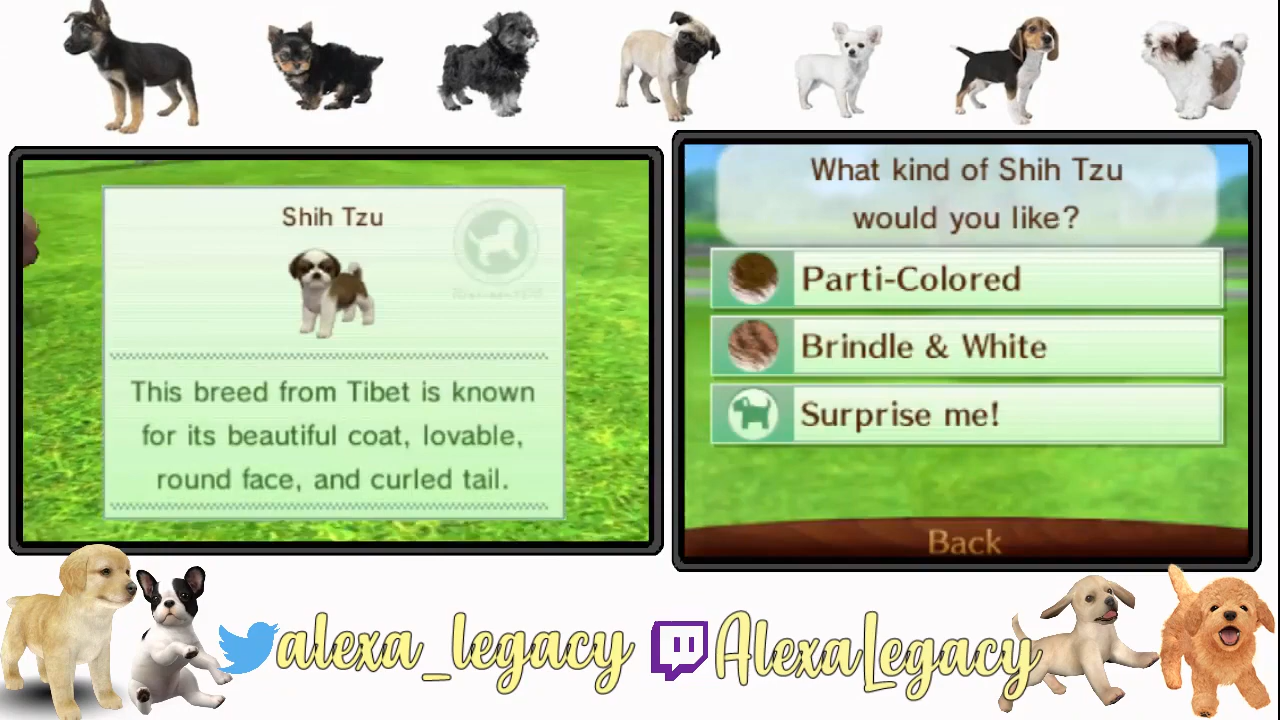 Shih Tzu
This breed from Tibet is known
for its beautiful coat, lovable,
round face, and curled tail.
What kind of Shih Tzu
would you like?
Parti-Colored
Brindle & White
Surprise me!
Back
alexa_legacy
AlexaLegacy